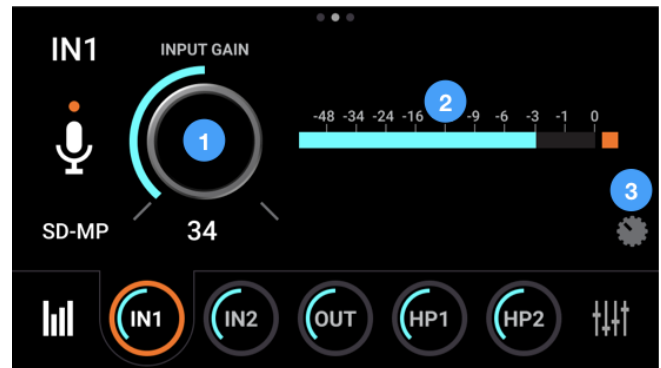 IN1
INPUT GAIN
1
2
-48 -34 -24 -16 -9 -6 -3 -1 0
3
SD-MP
34
IN1 IN2 OUT HP1 HP2